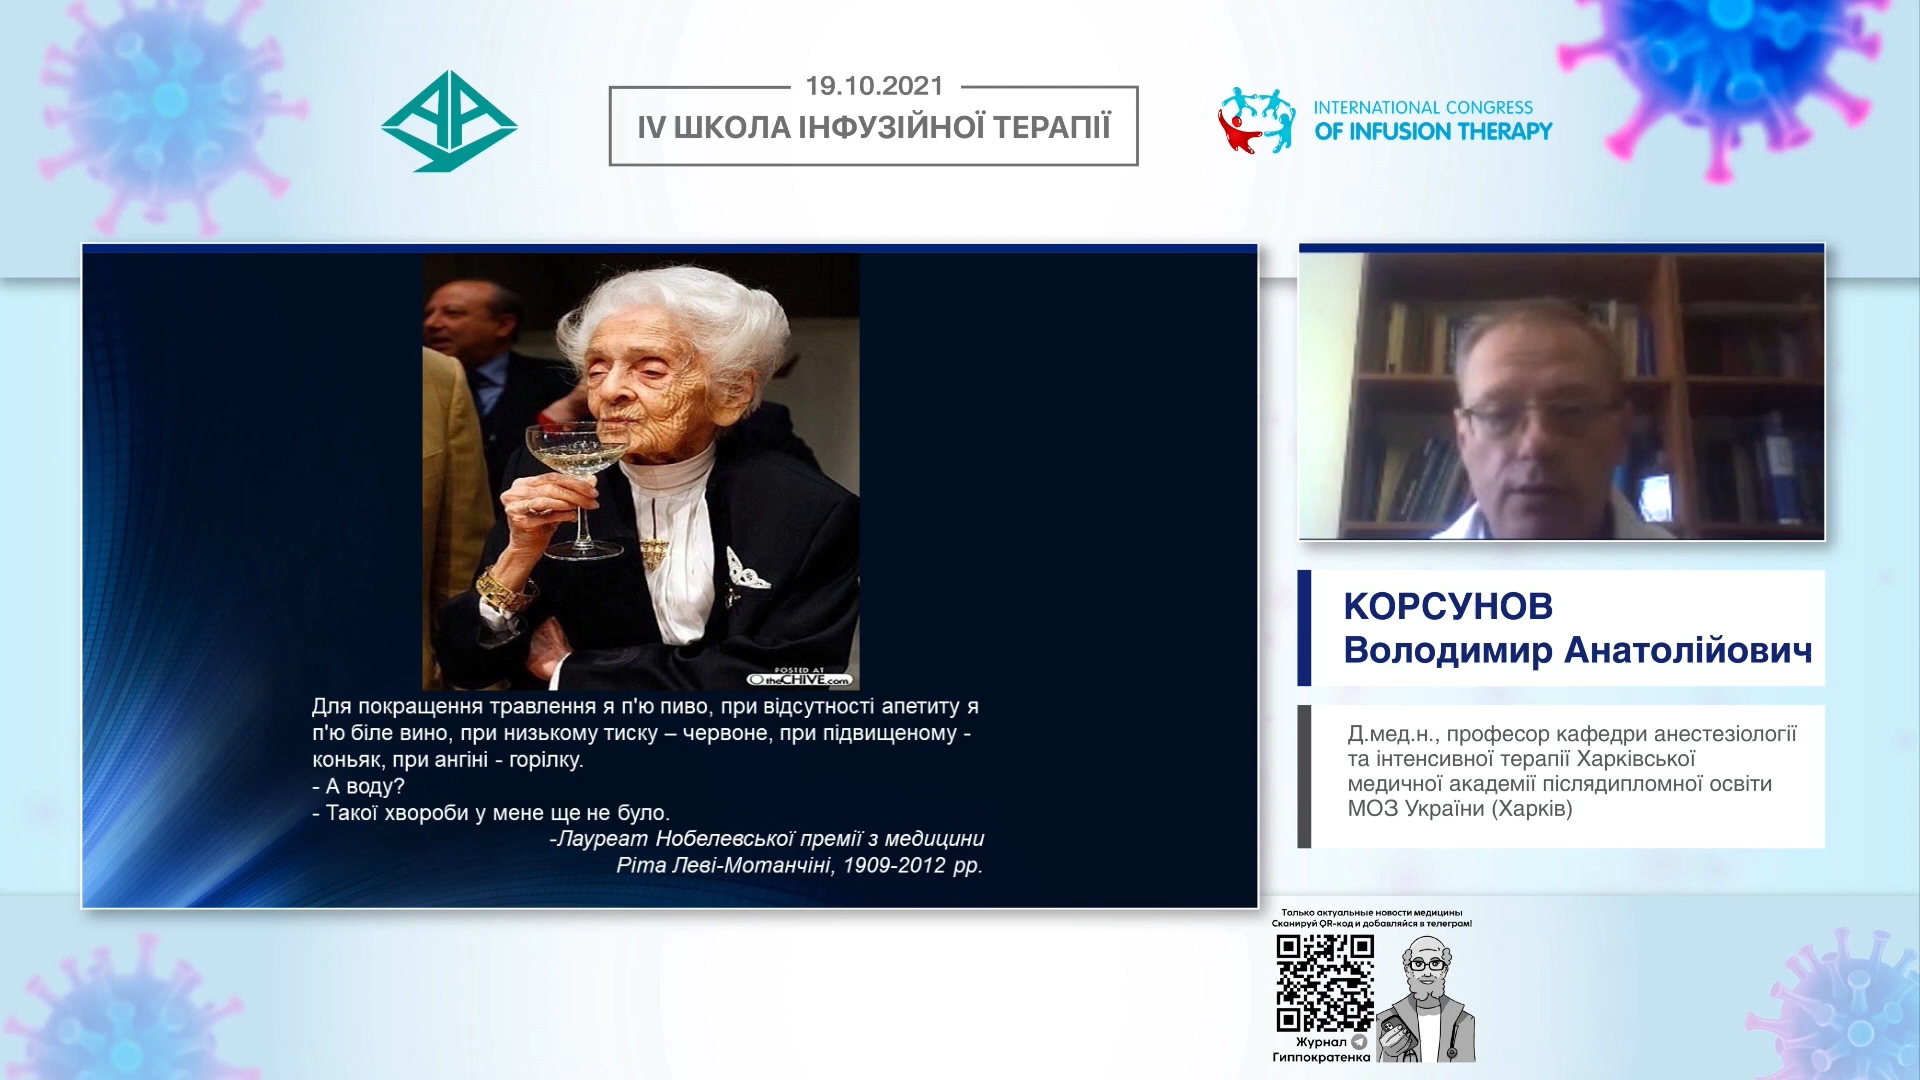 19.10.2021
IV ШКОЛА ІНФУЗІЙНОЇ ТЕРАПІЇ
INTERNATIONAL CONGRESS
OF INFUSION THERAPY
POSTED AT
theCHIVE.com
Для покращення травлення я п'ю пиво, при відсутності апетиту я
п'ю біле вино, при низькому тиску – червоне, при підвищеному -
коньяк, при ангіні - горілку.
- А воду?
- Такої хвороби у мене ще не було.
-Лауреат Нобелевської премії з медицини
Ріта Леві-Мотанчіні, 1909-2012 рр.
КОРСУНОВ
Володимир Анатолійович
Д.мед.н., професор кафедри анестезіології
та інтенсивної терапії Харківської
медичної академії післядипломної освіти
МОЗ України (Харків)
Только актуальные новости медицины
Сканируй QR-код и добавляйся в телеграм!
Журнал
Гиппократенка